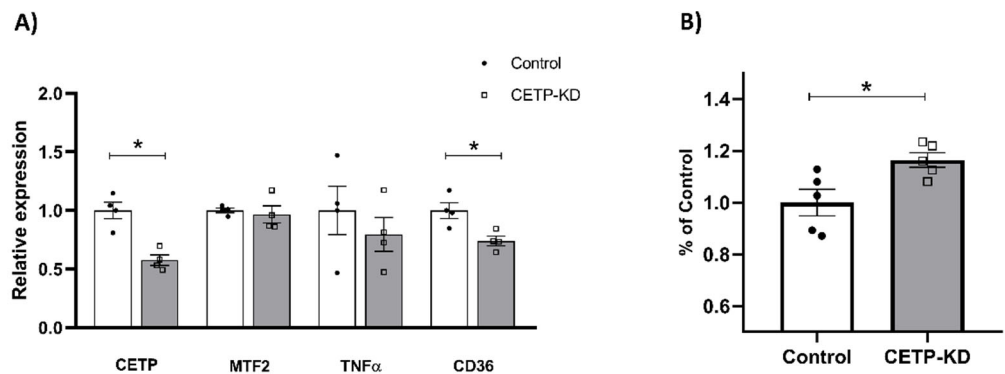 A)
Control
CETP-KD
Relative expression
2.0
1.5
1.0
0.5
0.0
*
*
CETP MTF2 TNFα CD36
B)
% of Control
1.4
1.2
1.0
0.8
0.6
*
Control CETP-KD